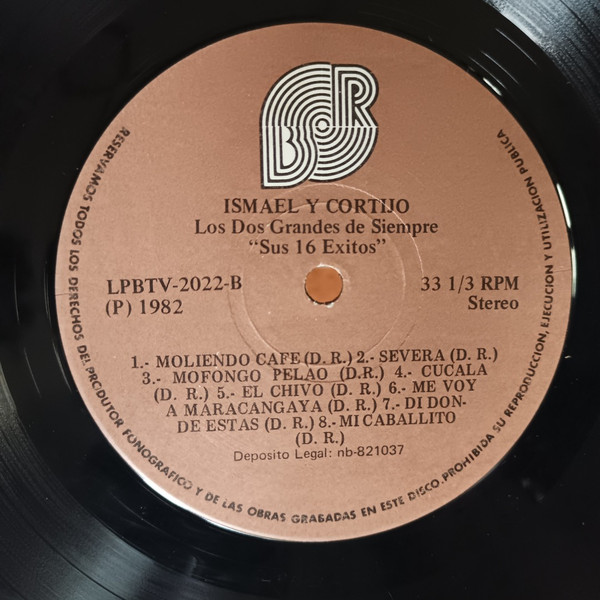 BR
ISMAEL Y CORTIJO
Los Dos Grandes de Siempre
“Sus 16 Exitos”
LPBTV-2022-B
33 1/3 RPM
(P) 1982
Stereo
1.- MOLIENDO CAFE (D. R.) 2.- SEVERA (D. R.)
3.- MOFONGO PELAO (D.R.) 4.- CUCALA
(D. R.) 5.- EL CHIVO (D. R.) 6.- ME VOY
A MARACANGAYA (D. R.) 7.- DI DON-
DE ESTAS (D. R.) 8.- MI CABALLITO
(D. R.)
Deposito Legal: nb-821037
RESERVAMOS TODOS LOS DERECHOS DEL PRODUTOR FONOGRAFICO Y DE LAS OBRAS GRABADAS EN ESTE DISCO. PROHIBIDA SU REPRODUCCION, EJECUCION Y UTILIZACION PUBLICA